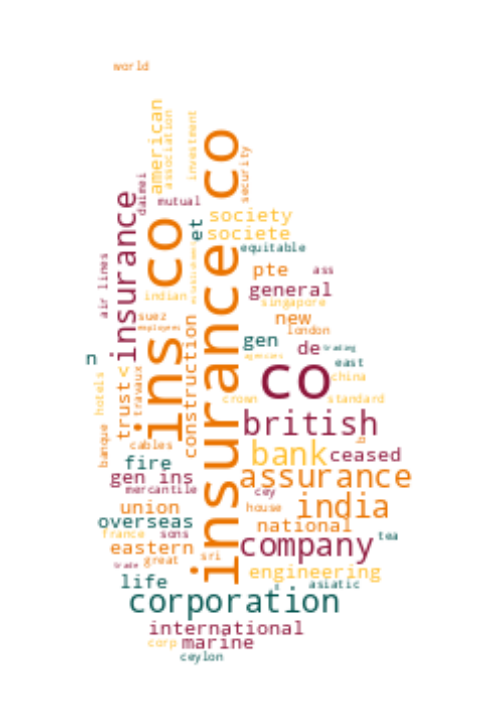 world
american
association
investment
insurance co
security
daimei
mutual
insurance
ins co
et
society
societe
equitable
air lines
pte
ass
indian
general
singapore
suez
employees
new
london
construction
n
gen
de
trading
agencies
east
co
china
trust<
travaux
hotels
crown
standard
british
banque
cables
bank
ceased
fire
gen ins
assurance
mercantile
cey
union
house
india
overseas
national
france
sons
company
tea
eastern
great
sri
trade
engineering
life
asiatic
corporation
international
corp
marine
ceylon